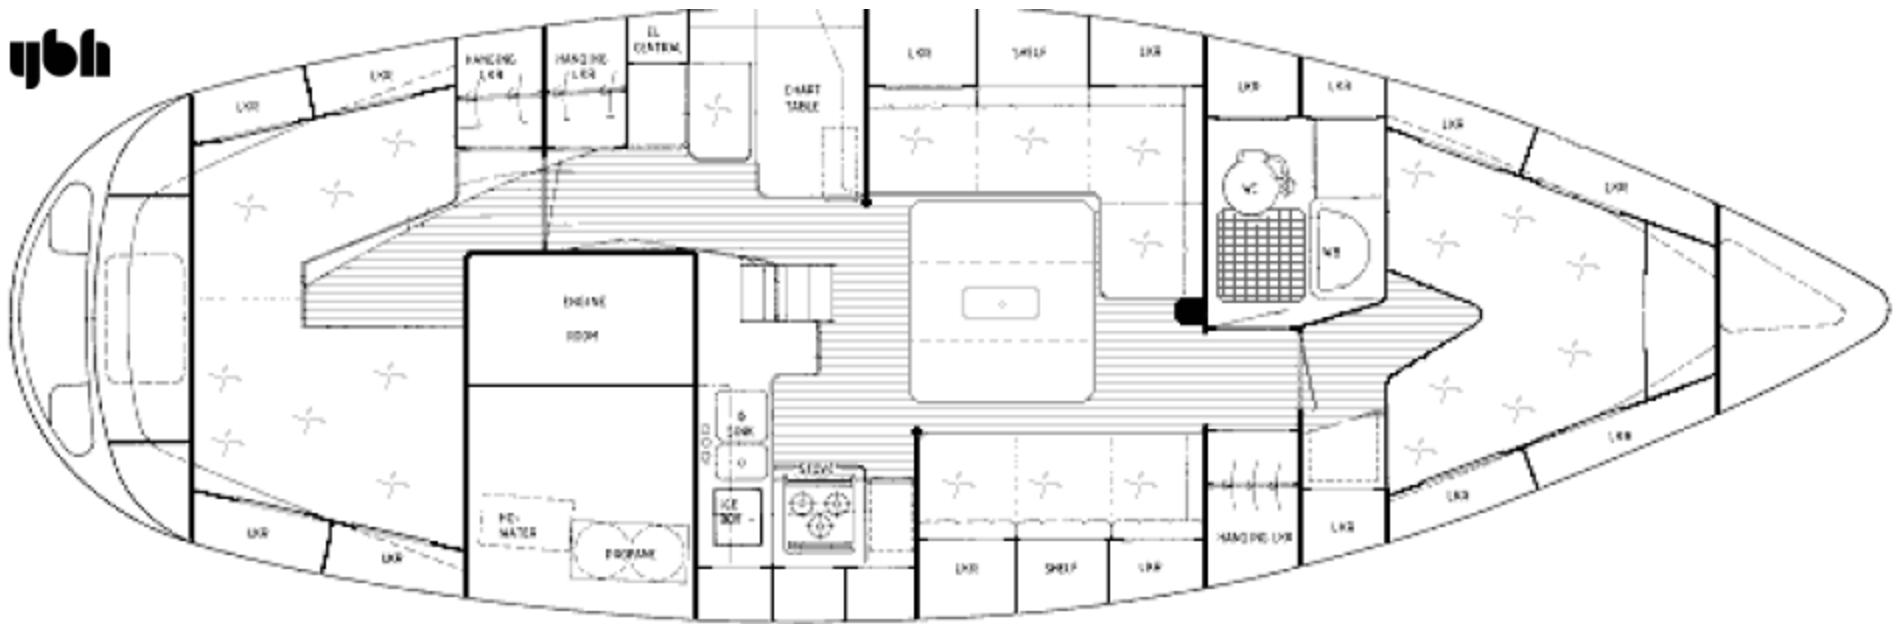 ybh
LKR
LKR
HANGING
LKR
HANGING
LKR
EL
CENTRAL
CHART
TABLE
LKR
SHELF
LKR
LKR
LKR
LKR
LKR
WC
WB
ENGINE
ROOM
SINK
STOVE
ICE
BOX
HOT
WATER
PROPANE
LKR
LKR
LKR
SHELF
LKR
HANGING LKR
LKR
LKR
LKR